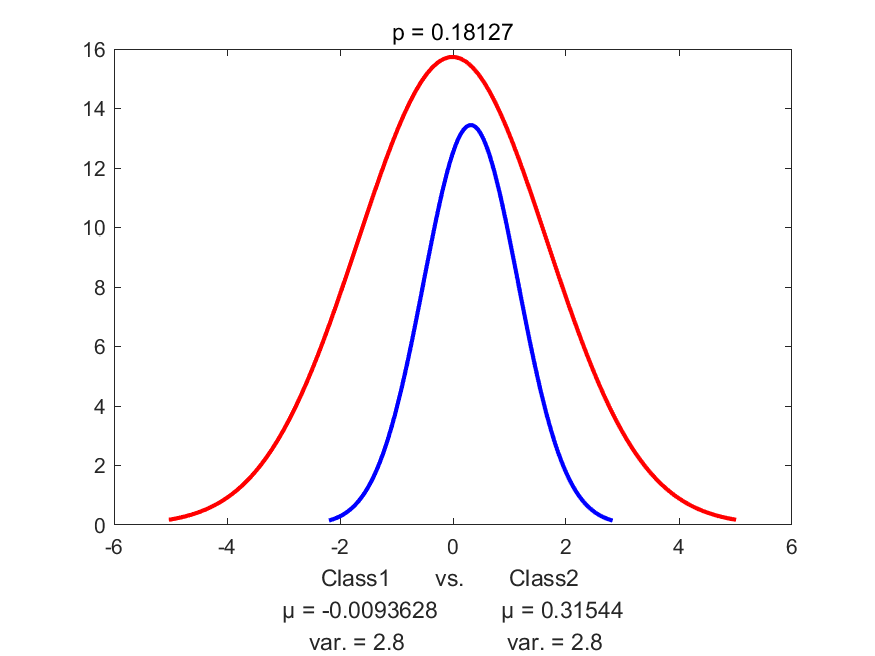 p = 0.18127
16
14
12
10
8
6
4
2
0
-6 -4 -2 0 2 4 6
Class1 vs. Class2
μ = -0.0093628 μ = 0.31544
var. = 2.8 var. = 2.8